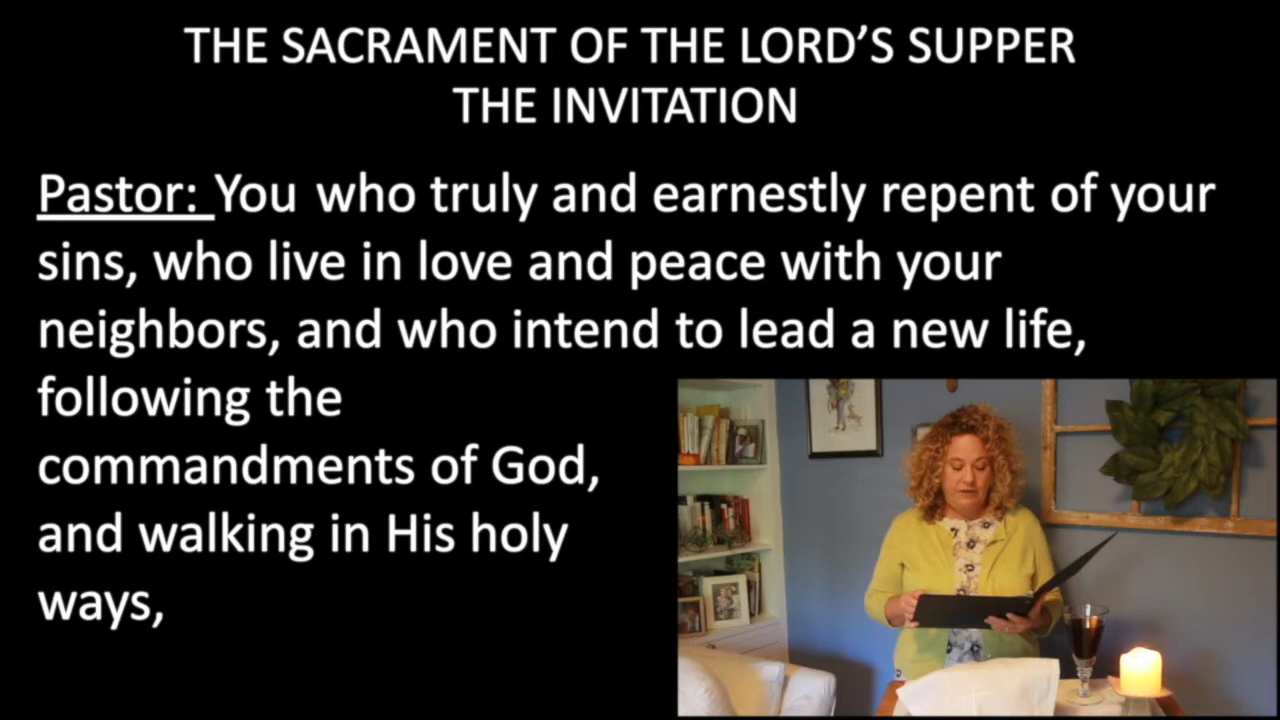 THE SACRAMENT OF THE LORD’S SUPPER
THE INVITATION
Pastor: You who truly and earnestly repent of your
sins, who live in love and peace with your
neighbors, and who intend to lead a new life,
following the
commandments of God,
and walking in His holy
ways,